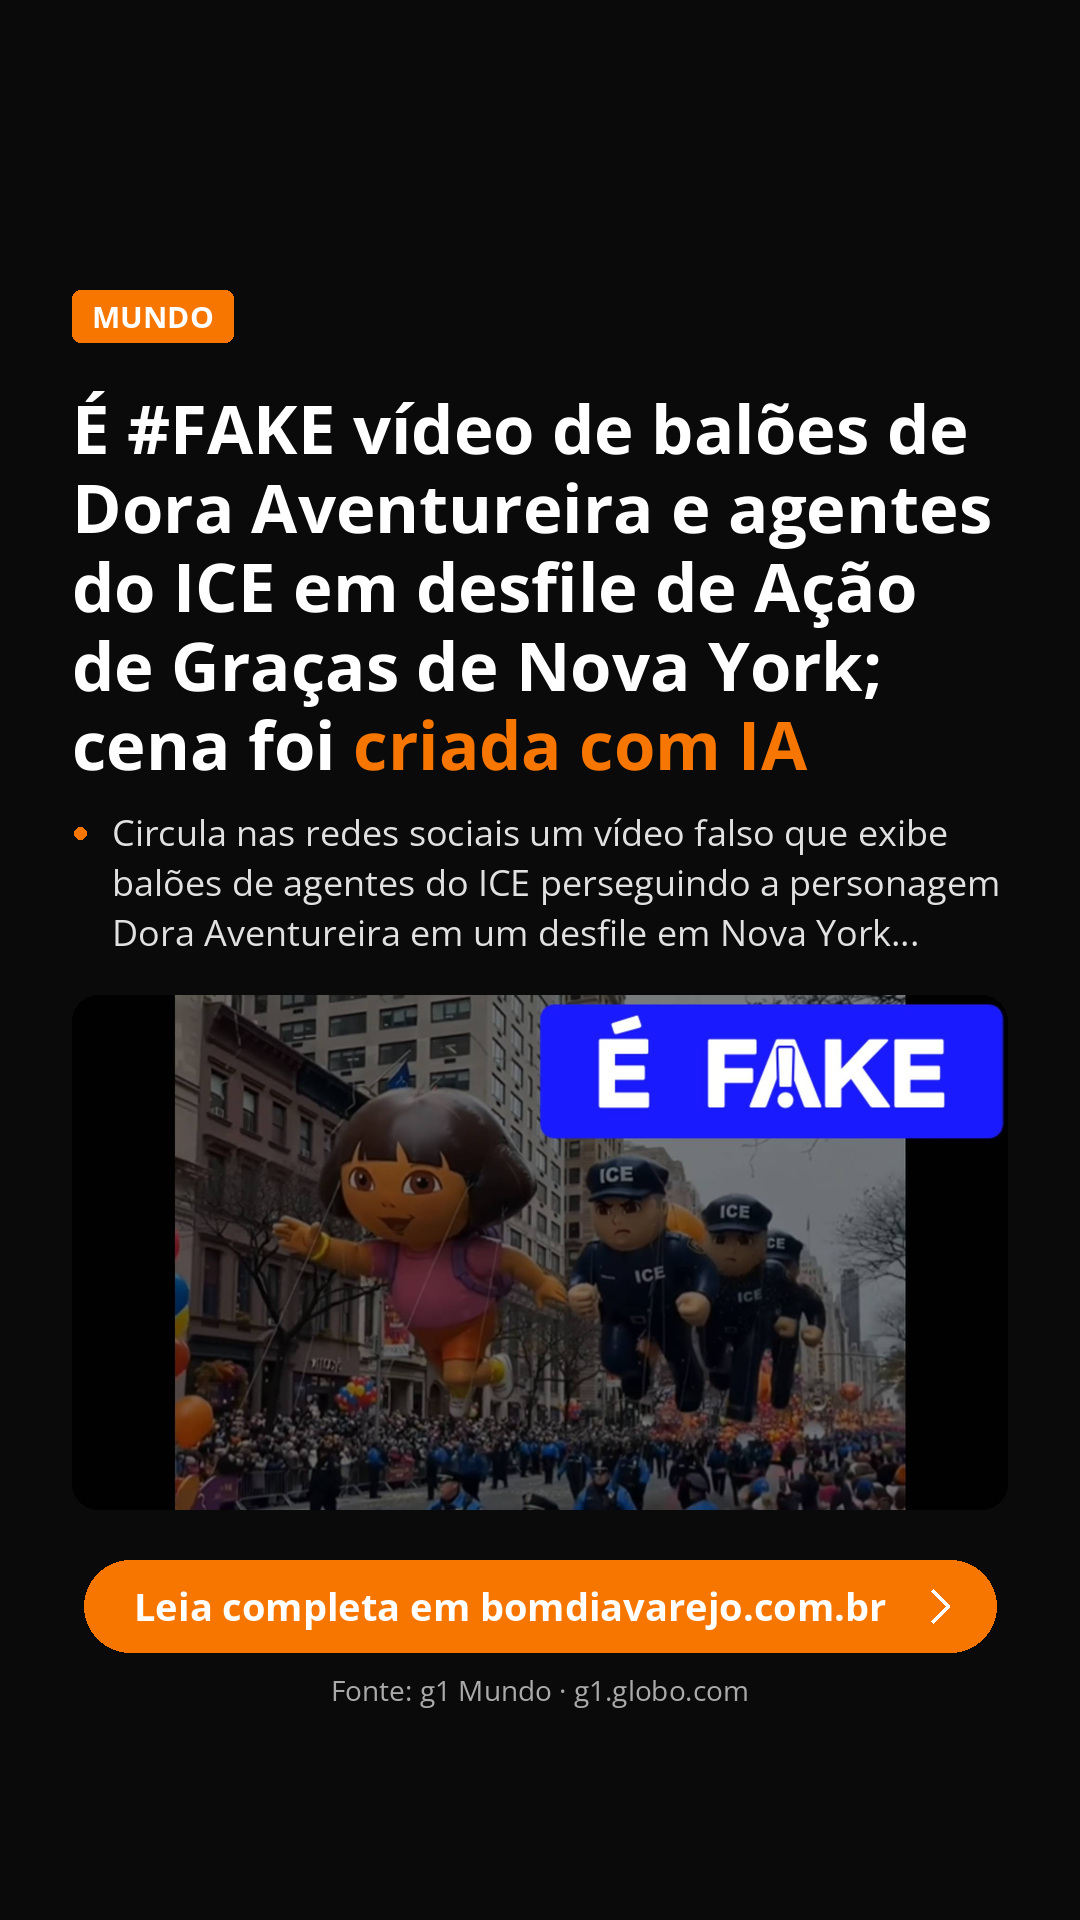 MUNDO
É #FAKE vídeo de balões de
Dora Aventureira e agentes
do ICE em desfile de Ação
de Graças de Nova York;
cena foi criada com IA
Circula nas redes sociais um vídeo falso que exibe
balões de agentes do ICE perseguindo a personagem
Dora Aventureira em um desfile em Nova York...
É FAKE
ICE
ICE
ICE
ICE
ICE
Leia completa em bomdiavarejo.com.br
Fonte: g1 Mundo · g1.globo.com